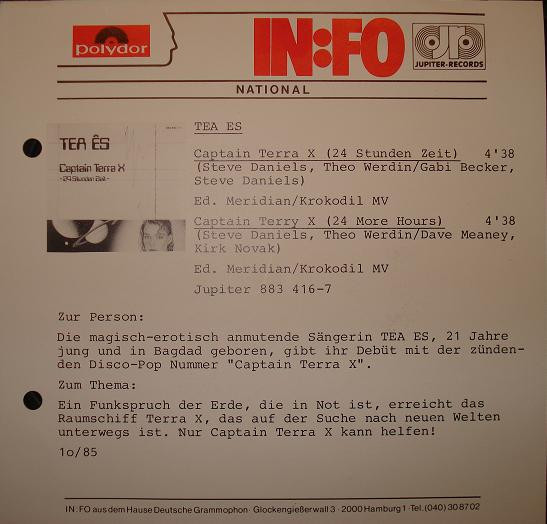 polydor
IN:FO
JUPITER-RECORDS
NATIONAL
TEA ÊS
Captain Terra X
-24 Stunden Zeit-
TEA ES
Captain Terra X (24 Stunden Zeit) 4'38
(Steve Daniels, Theo Werdin/Gabi Becker,
Steve Daniels)
Ed. Meridian/Krokodil MV
Captain Terry X (24 More Hours) 4'38
(Steve Daniels, Theo Werdin/Dave Meaney,
Kirk Novak)
Ed. Meridian/Krokodil MV
Jupiter 883 416-7
Zur Person:
Die magisch-erotisch anmutende Sängerin TEA ES, 21 Jahre
jung und in Bagdad geboren, gibt ihr Debüt mit der zünden-
den Disco-Pop Nummer "Captain Terra X".
Zum Thema:
Ein Funkspruch der Erde, die in Not ist, erreicht das
Raumschiff Terra X, das auf der Suche nach neuen Welten
unterwegs ist. Nur Captain Terra X kann helfen!
1o/85
IN:FO aus dem Hause Deutsche Grammophon · Glockengießerwall 3 · 2000 Hamburg 1 · Tel. (040) 30 87 02